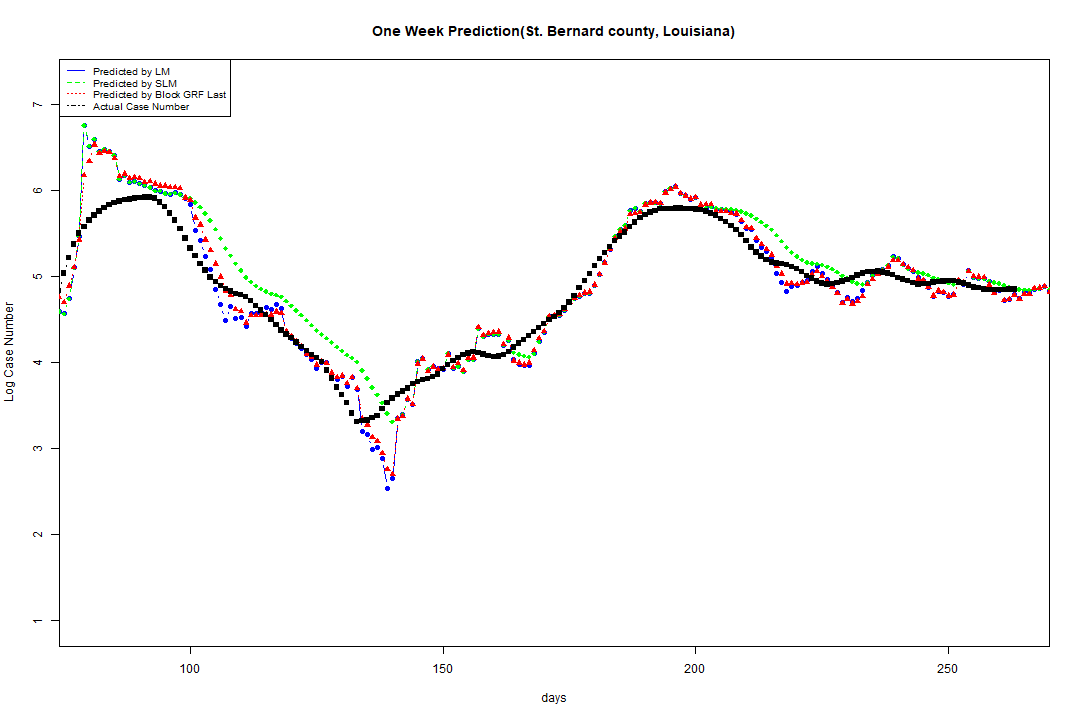 One Week Prediction(St. Bernard county, Louisiana)
Predicted by LM
Predicted by SLM
Predicted by Block GRF Last
Actual Case Number
7
6
5
4
3
2
1
Log Case Number
100 150 200 250
days